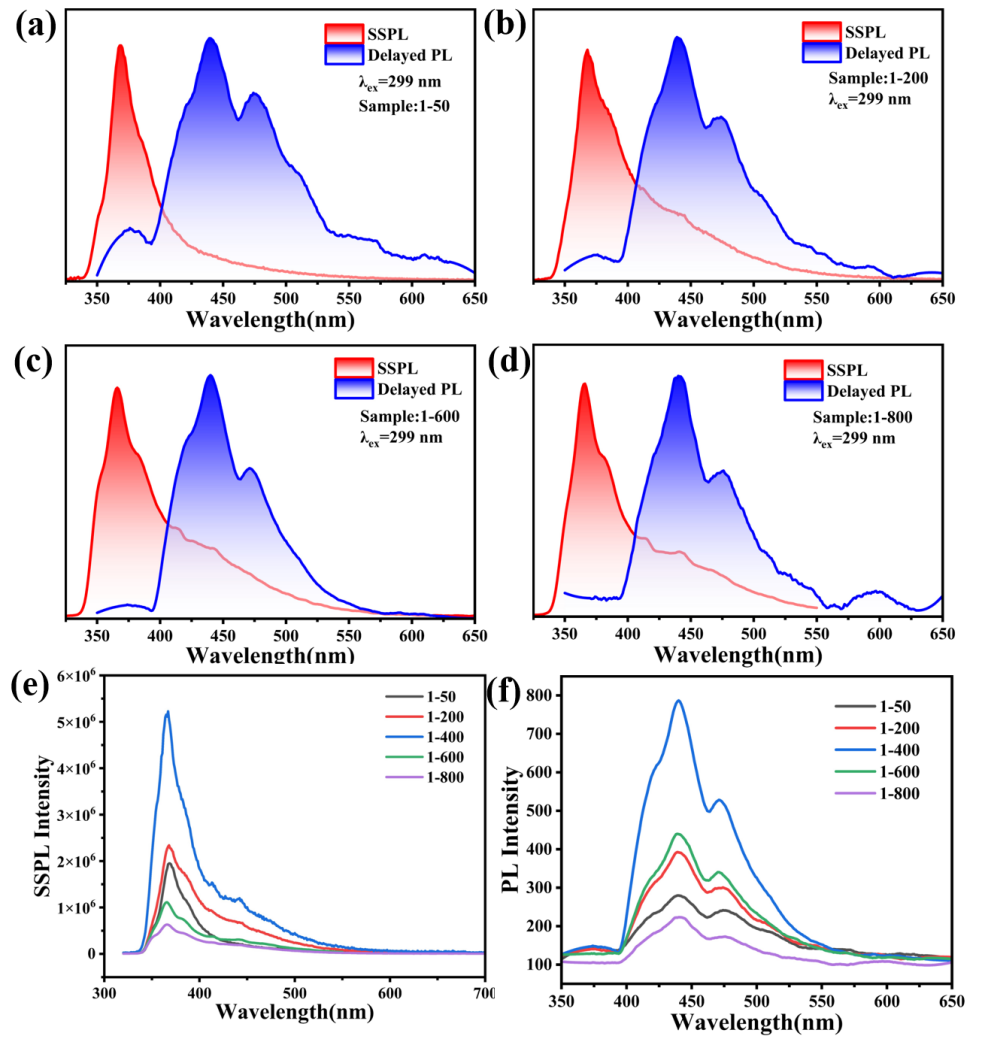 (a)
SSPL
Delayed PL
λex=299 nm
Sample:1-50
350 400 450 500 550 600 650
Wavelength(nm)
(b)
SSPL
Delayed PL
Sample:1-200
λex=299 nm
350 400 450 500 550 600 650
Wavelength(nm)
(c)
SSPL
Delayed PL
Sample:1-600
λex=299 nm
350 400 450 500 550 600 650
Wavelength(nm)
(d)
SSPL
Delayed PL
Sample:1-800
λex=299 nm
350 400 450 500 550 600 650
Wavelength(nm)
(e)
SSPL Intensity
6×10⁶
5×10⁶
4×10⁶
3×10⁶
2×10⁶
1×10⁶
0
1-50
1-200
1-400
1-600
1-800
300 400 500 600 700
Wavelength(nm)
(f)
PL Intensity
800
700
600
500
400
300
200
100
1-50
1-200
1-400
1-600
1-800
350 400 450 500 550 600 650
Wavelength(nm)